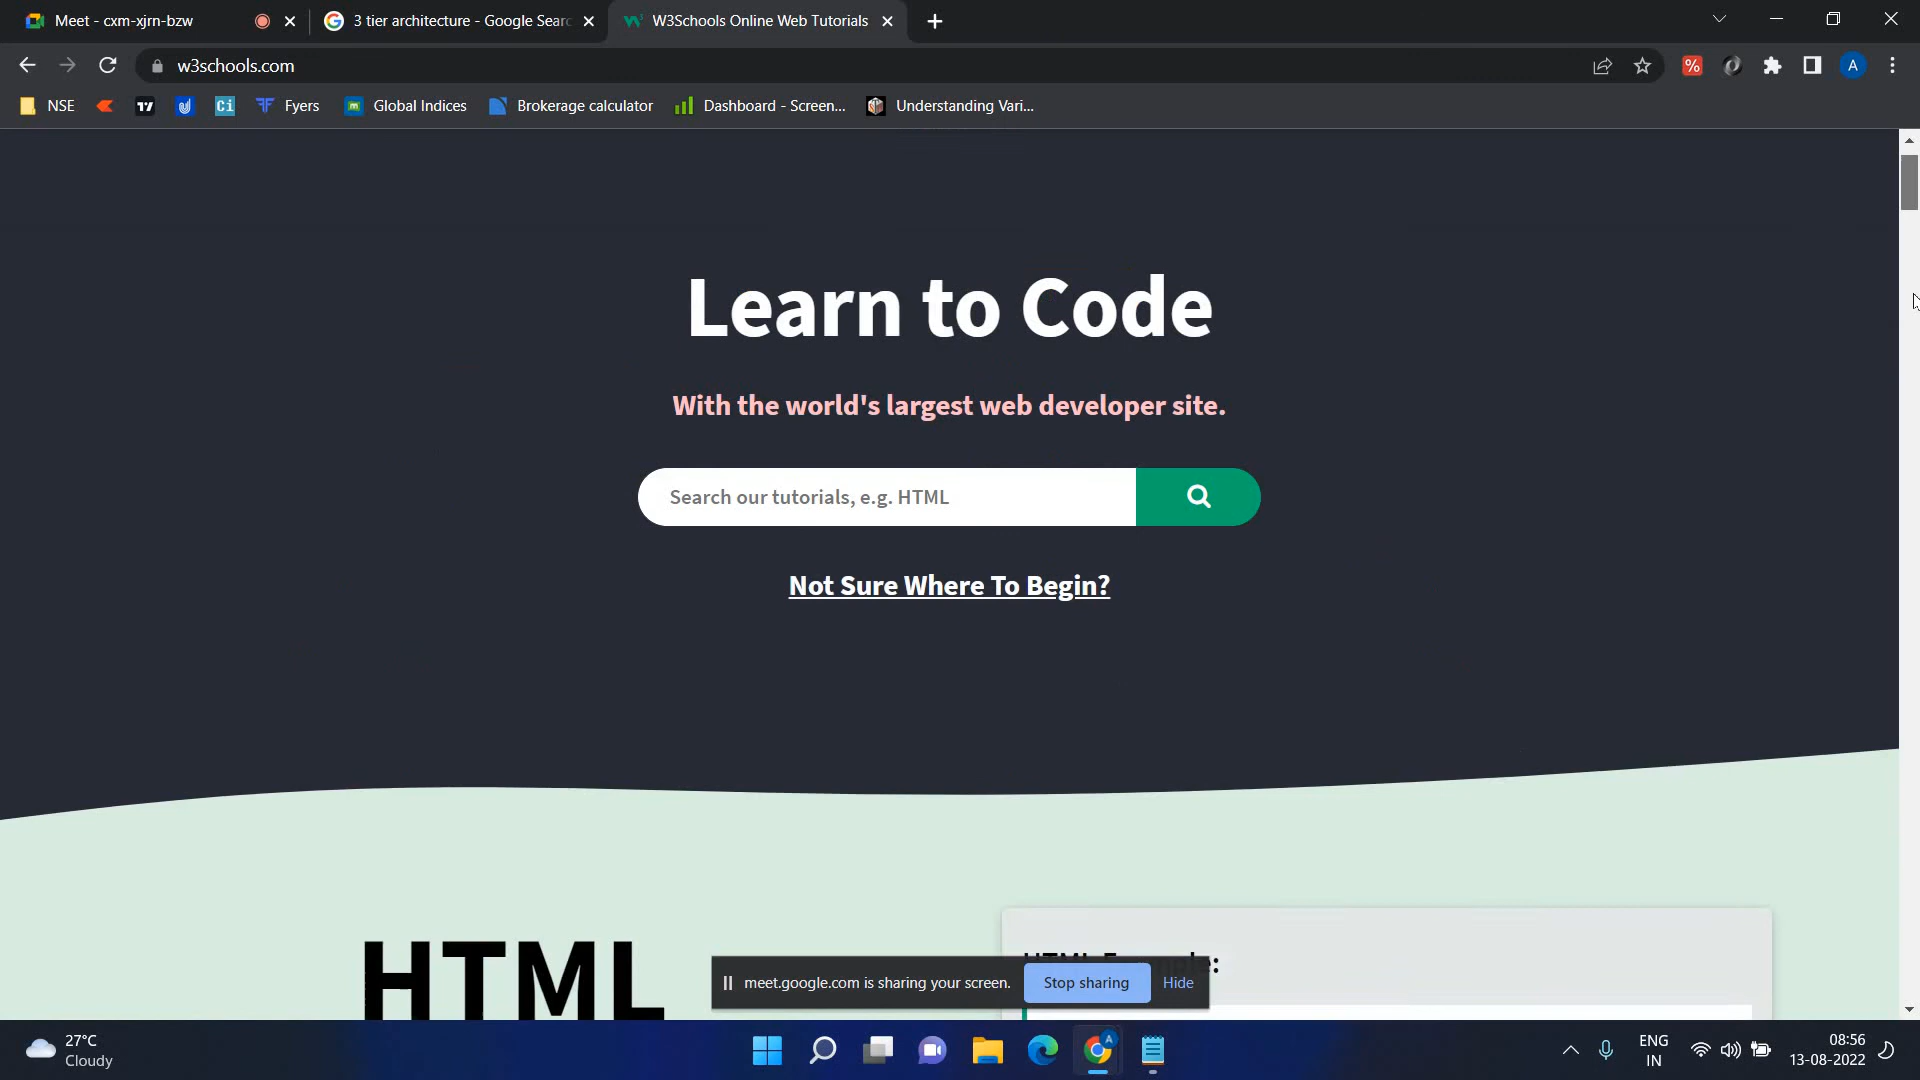 Meet - cxm-xjrn-bzw
3 tier architecture - Google Searc
W3Schools Online Web Tutorials
w3schools.com
A
NSE
Ci
Fyers
Global Indices
Brokerage calculator
Dashboard - Screen...
Understanding Vari...
Learn to Code
With the world's largest web developer site.
Search our tutorials, e.g. HTML
Not Sure Where To Begin?
HTML
HTML Example:
meet.google.com is sharing your screen.
Stop sharing
Hide
27°C
Cloudy
ENG
IN
08:56
13-08-2022